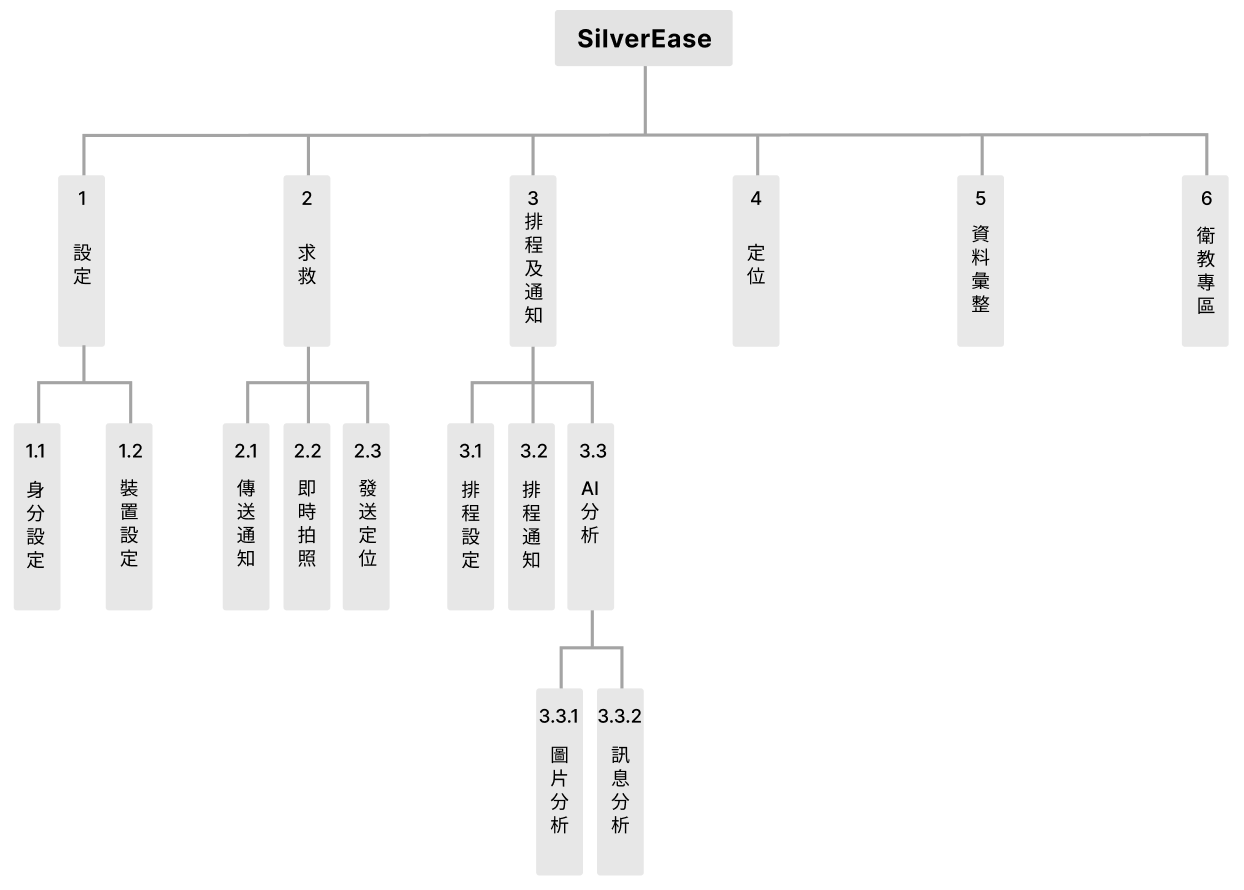 SilverEase
1
設定
2
求救
3
排程及通知
4
定位
5
資料彙整
6
衛教專區
1.1
身分設定
1.2
裝置設定
2.1
傳送通知
2.2
即時拍照
2.3
發送定位
3.1
排程設定
3.2
排程通知
3.3
AI分析
3.3.1
圖片分析
3.3.2
訊息分析